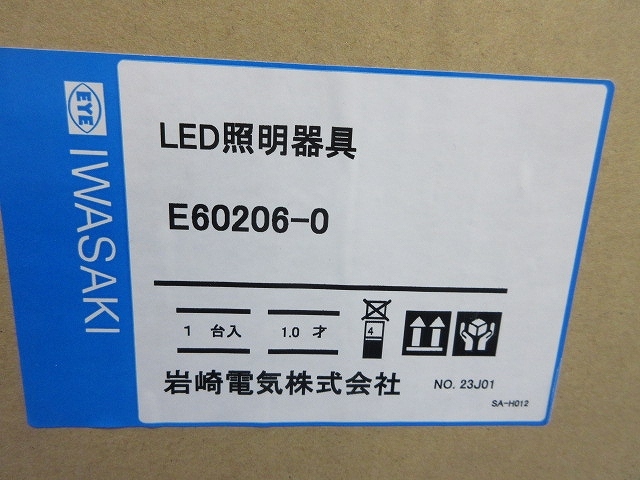 EYE
IWASAKI
LED照明器具
E60206-0
1 台入
1.0 才
4
岩崎電気株式会社
NO. 23J01
SA-H012